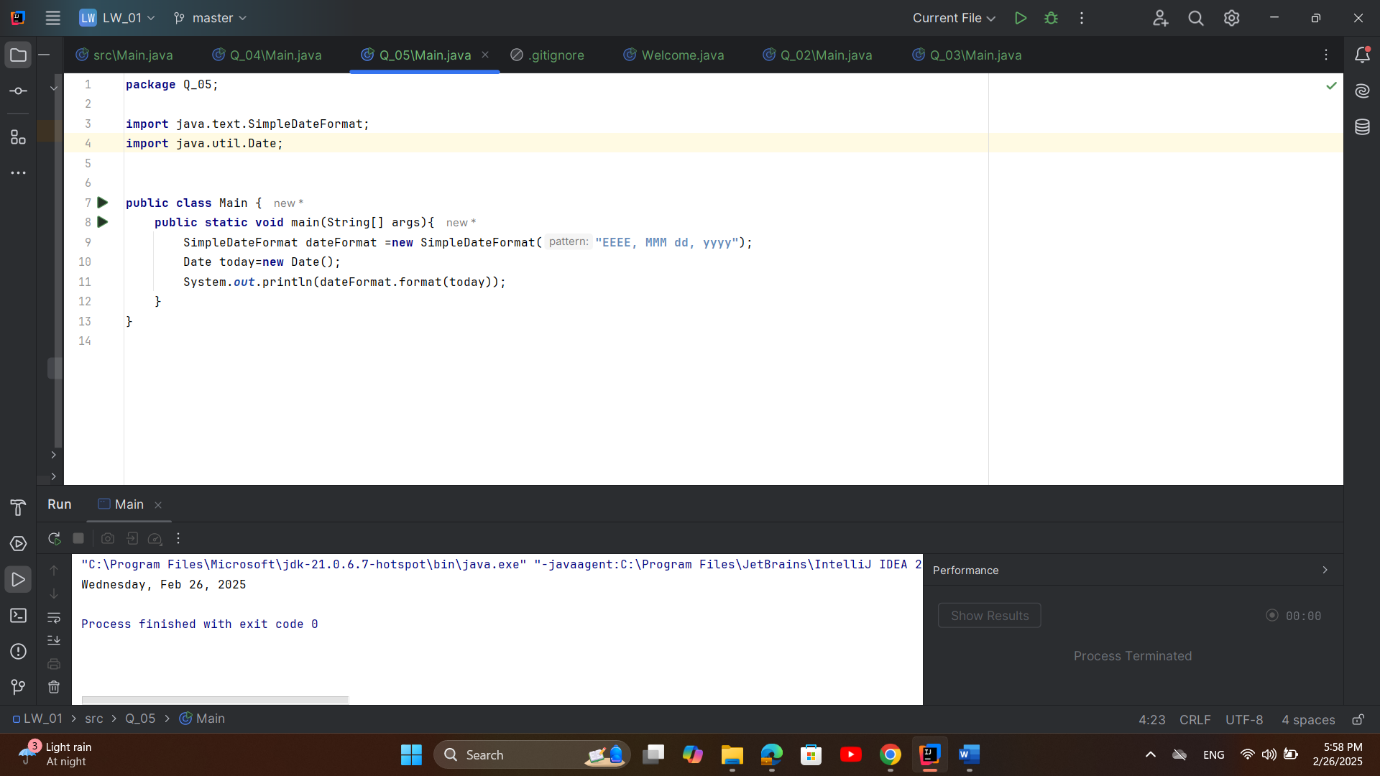 LW LW_01 master Current File
src\Main.java Q_04\Main.java Q_05\Main.java .gitignore Welcome.java Q_02\Main.java Q_03\Main.java
1 package Q_05;
2
3 import java.text.SimpleDateFormat;
4 import java.util.Date;
5
6
7 public class Main { new *
8 public static void main(String[] args){ new *
9 SimpleDateFormat dateFormat =new SimpleDateFormat( pattern: "EEEE, MMM dd, yyyy");
10 Date today=new Date();
11 System.out.println(dateFormat.format(today));
12 }
13 }
14
Run Main
"C:\Program Files\Microsoft\jdk-21.0.6.7-hotspot\bin\java.exe" "-javaagent:C:\Program Files\JetBrains\IntelliJ IDEA 2
Wednesday, Feb 26, 2025
Process finished with exit code 0
Performance
Show Results 00:00
Process Terminated
LW_01 > src > Q_05 > Main 4:23 CRLF UTF-8 4 spaces
3 Light rain
At night
Search
ENG
5:58 PM
2/26/2025